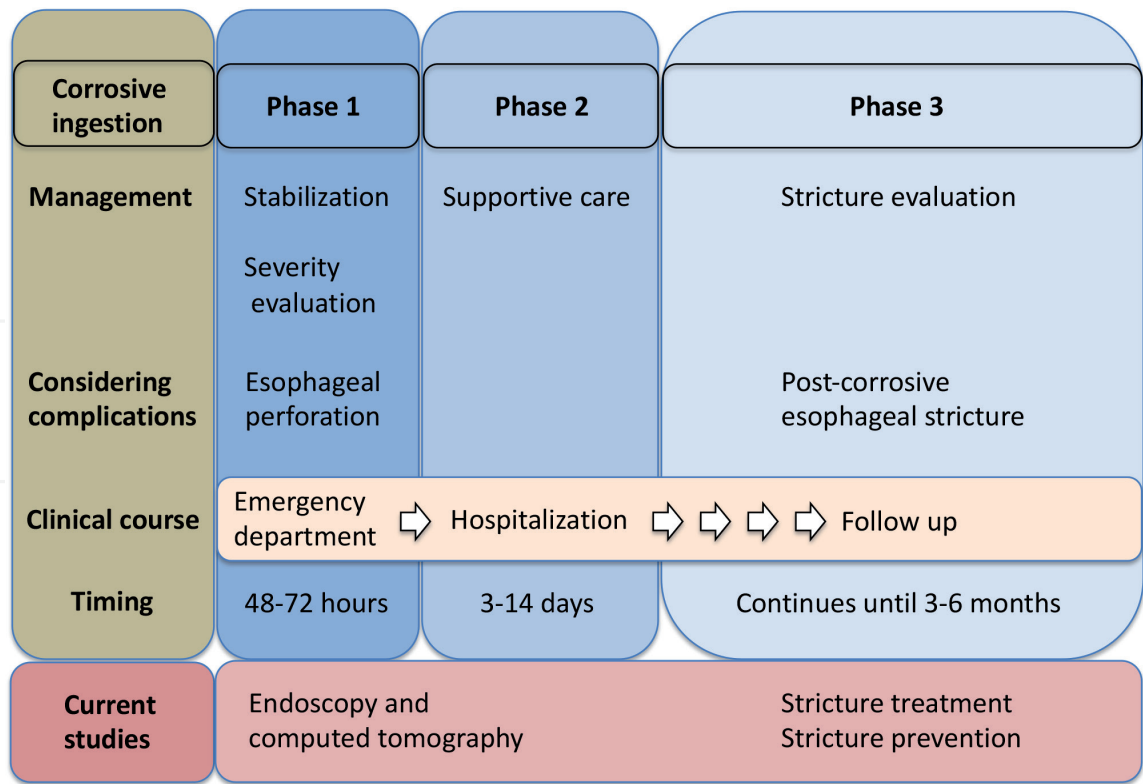 Corrosive
ingestion
Phase 1
Phase 2
Phase 3
Management
Stabilization
Supportive care
Stricture evaluation
Severity
evaluation
Considering
complications
Esophageal
perforation
Post-corrosive
esophageal stricture
Clinical course
Emergency
department
Hospitalization
Follow up
Timing
48-72 hours
3-14 days
Continues until 3-6 months
Current
studies
Endoscopy and
computed tomography
Stricture treatment
Stricture prevention